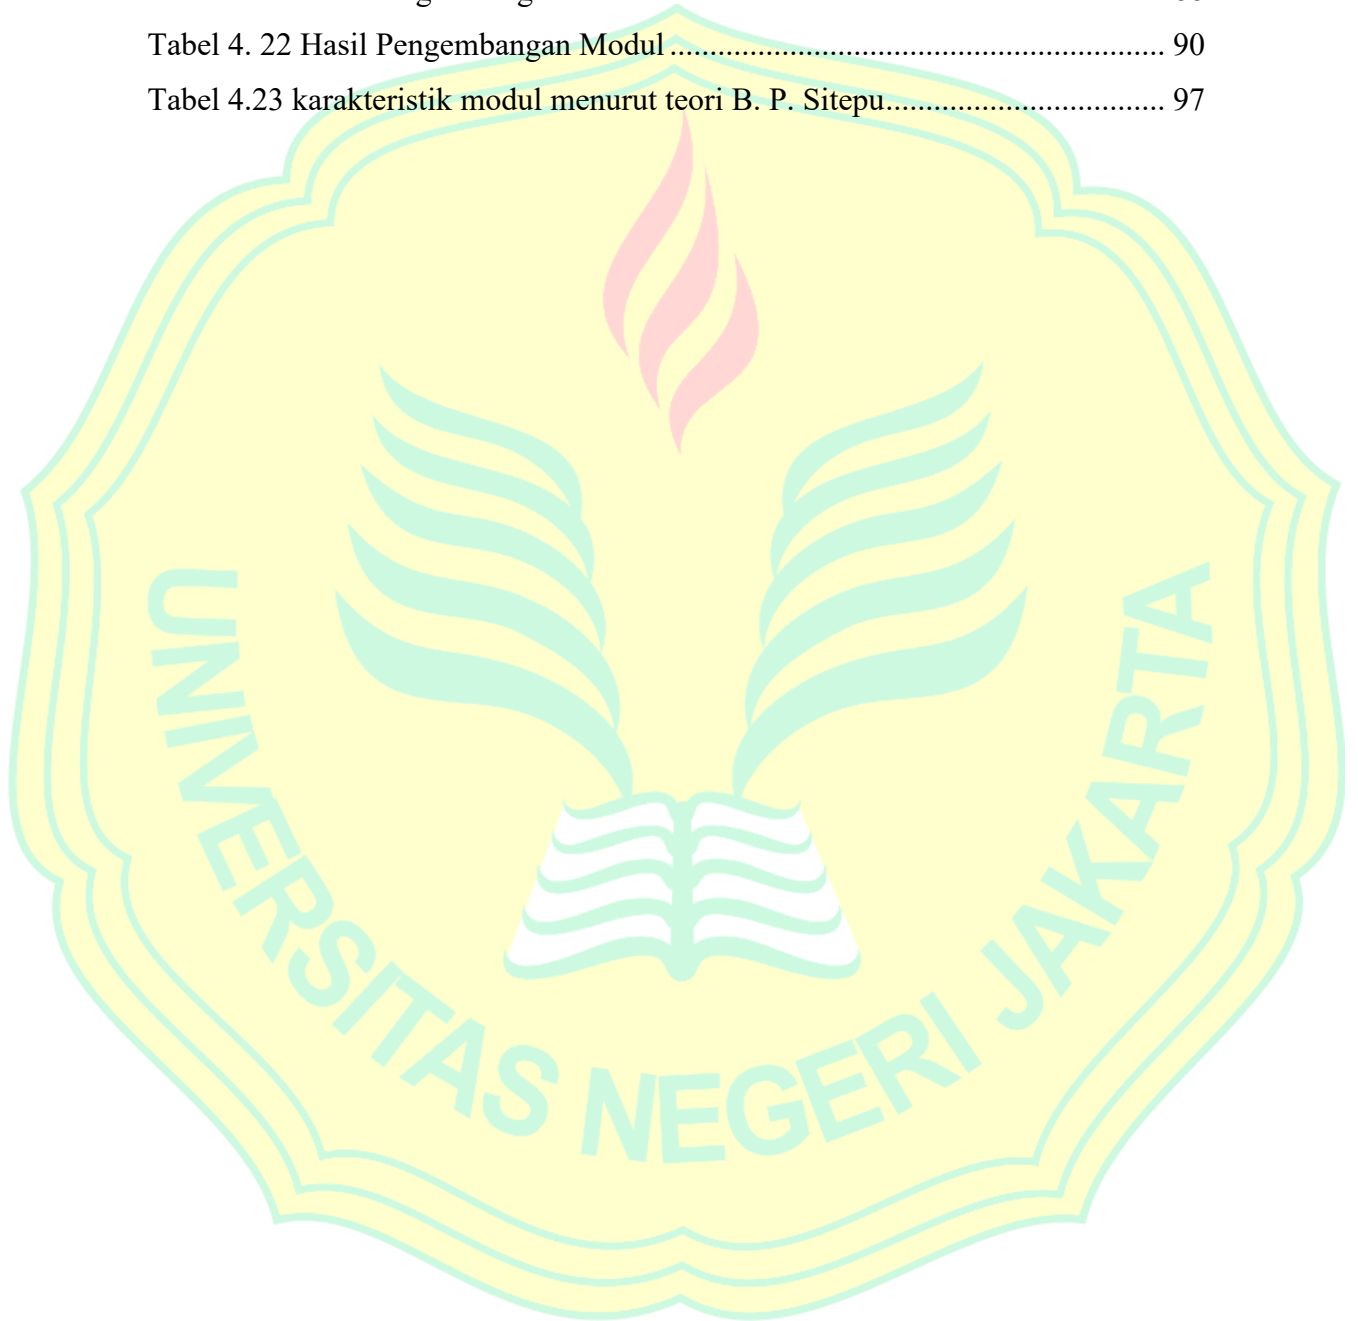 Tabel 4. 22 Hasil Pengembangan Modul ............................................................... 90
Tabel 4.23 karakteristik modul menurut teori B. P. Sitepu................................... 97
UNIVERSITAS NEGERI JAKARTA